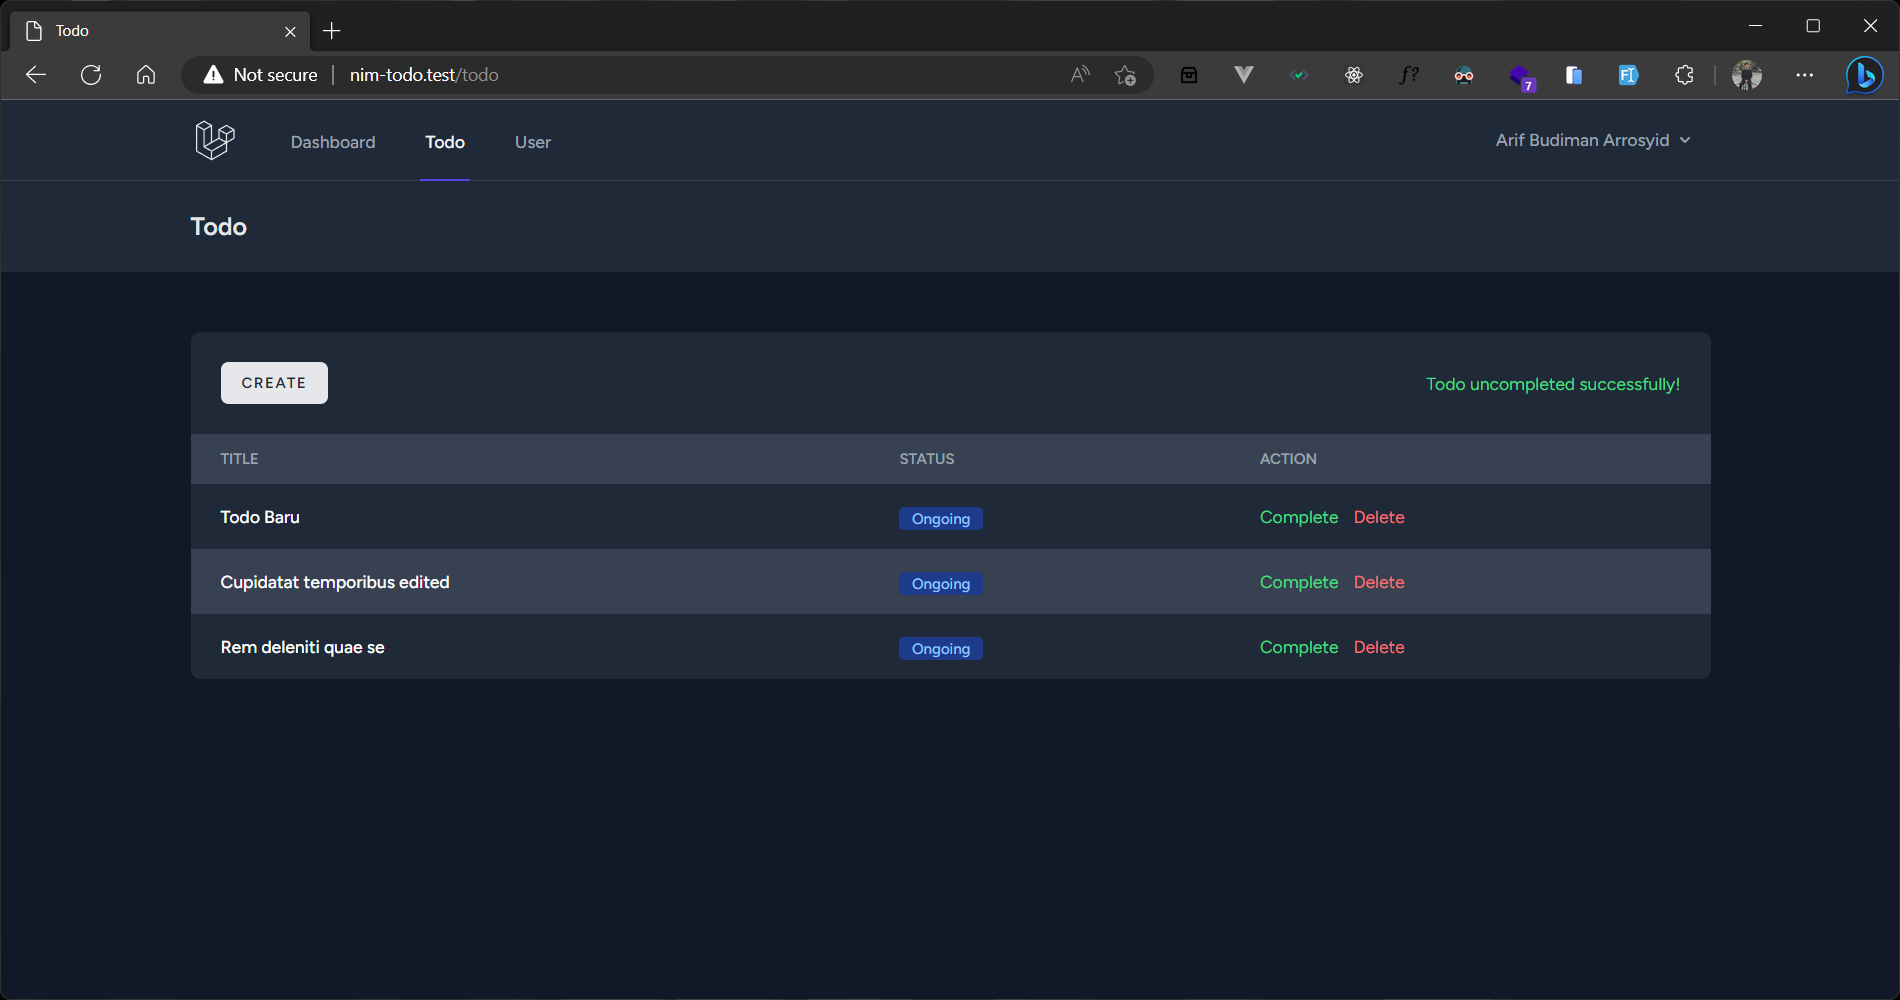 Todo
Not secure nim-todo.test/todo
A
f?
7
FI
Dashboard Todo User Arif Budiman Arrosyid
Todo
CREATE Todo uncompleted successfully!
TITLE STATUS ACTION
Todo Baru Ongoing Complete Delete
Cupidatat temporibus edited Ongoing Complete Delete
Rem deleniti quae se Ongoing Complete Delete